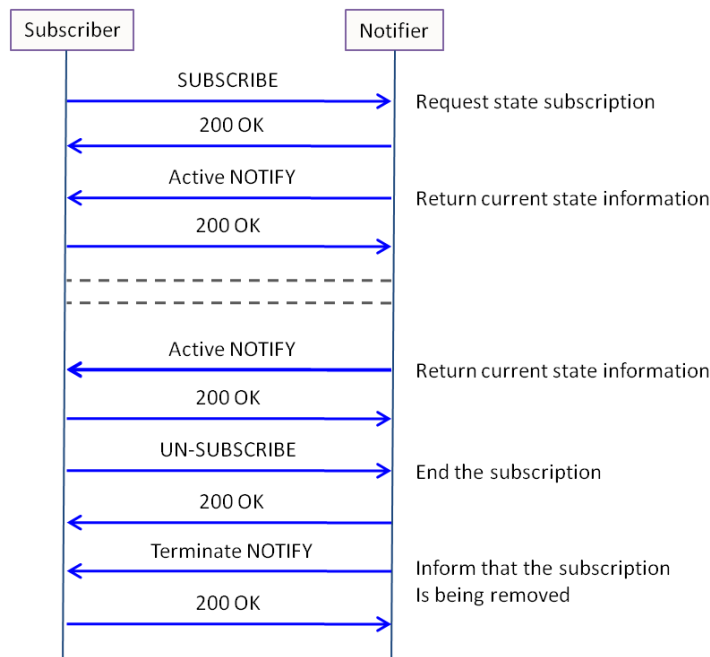 Subscriber
Notifier
SUBSCRIBE
Request state subscription
200 OK
Active NOTIFY
Return current state information
200 OK
Active NOTIFY
Return current state information
200 OK
UN-SUBSCRIBE
End the subscription
200 OK
Terminate NOTIFY
Inform that the subscription
Is being removed
200 OK